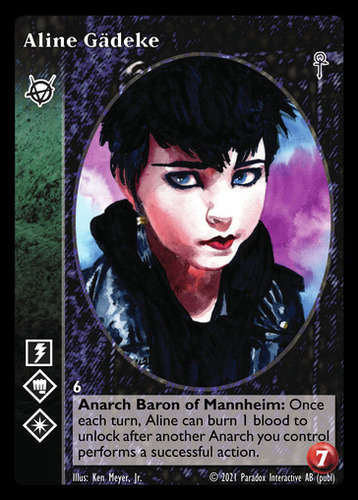 Aline Gädeke
6
Anarch Baron of Mannheim: Once
each turn, Aline can burn 1 blood to
unlock after another Anarch you control
performs a successful action.
7
Illus: Ken Meyer, Jr. © 2021 Paradox Interactive AB (publ)